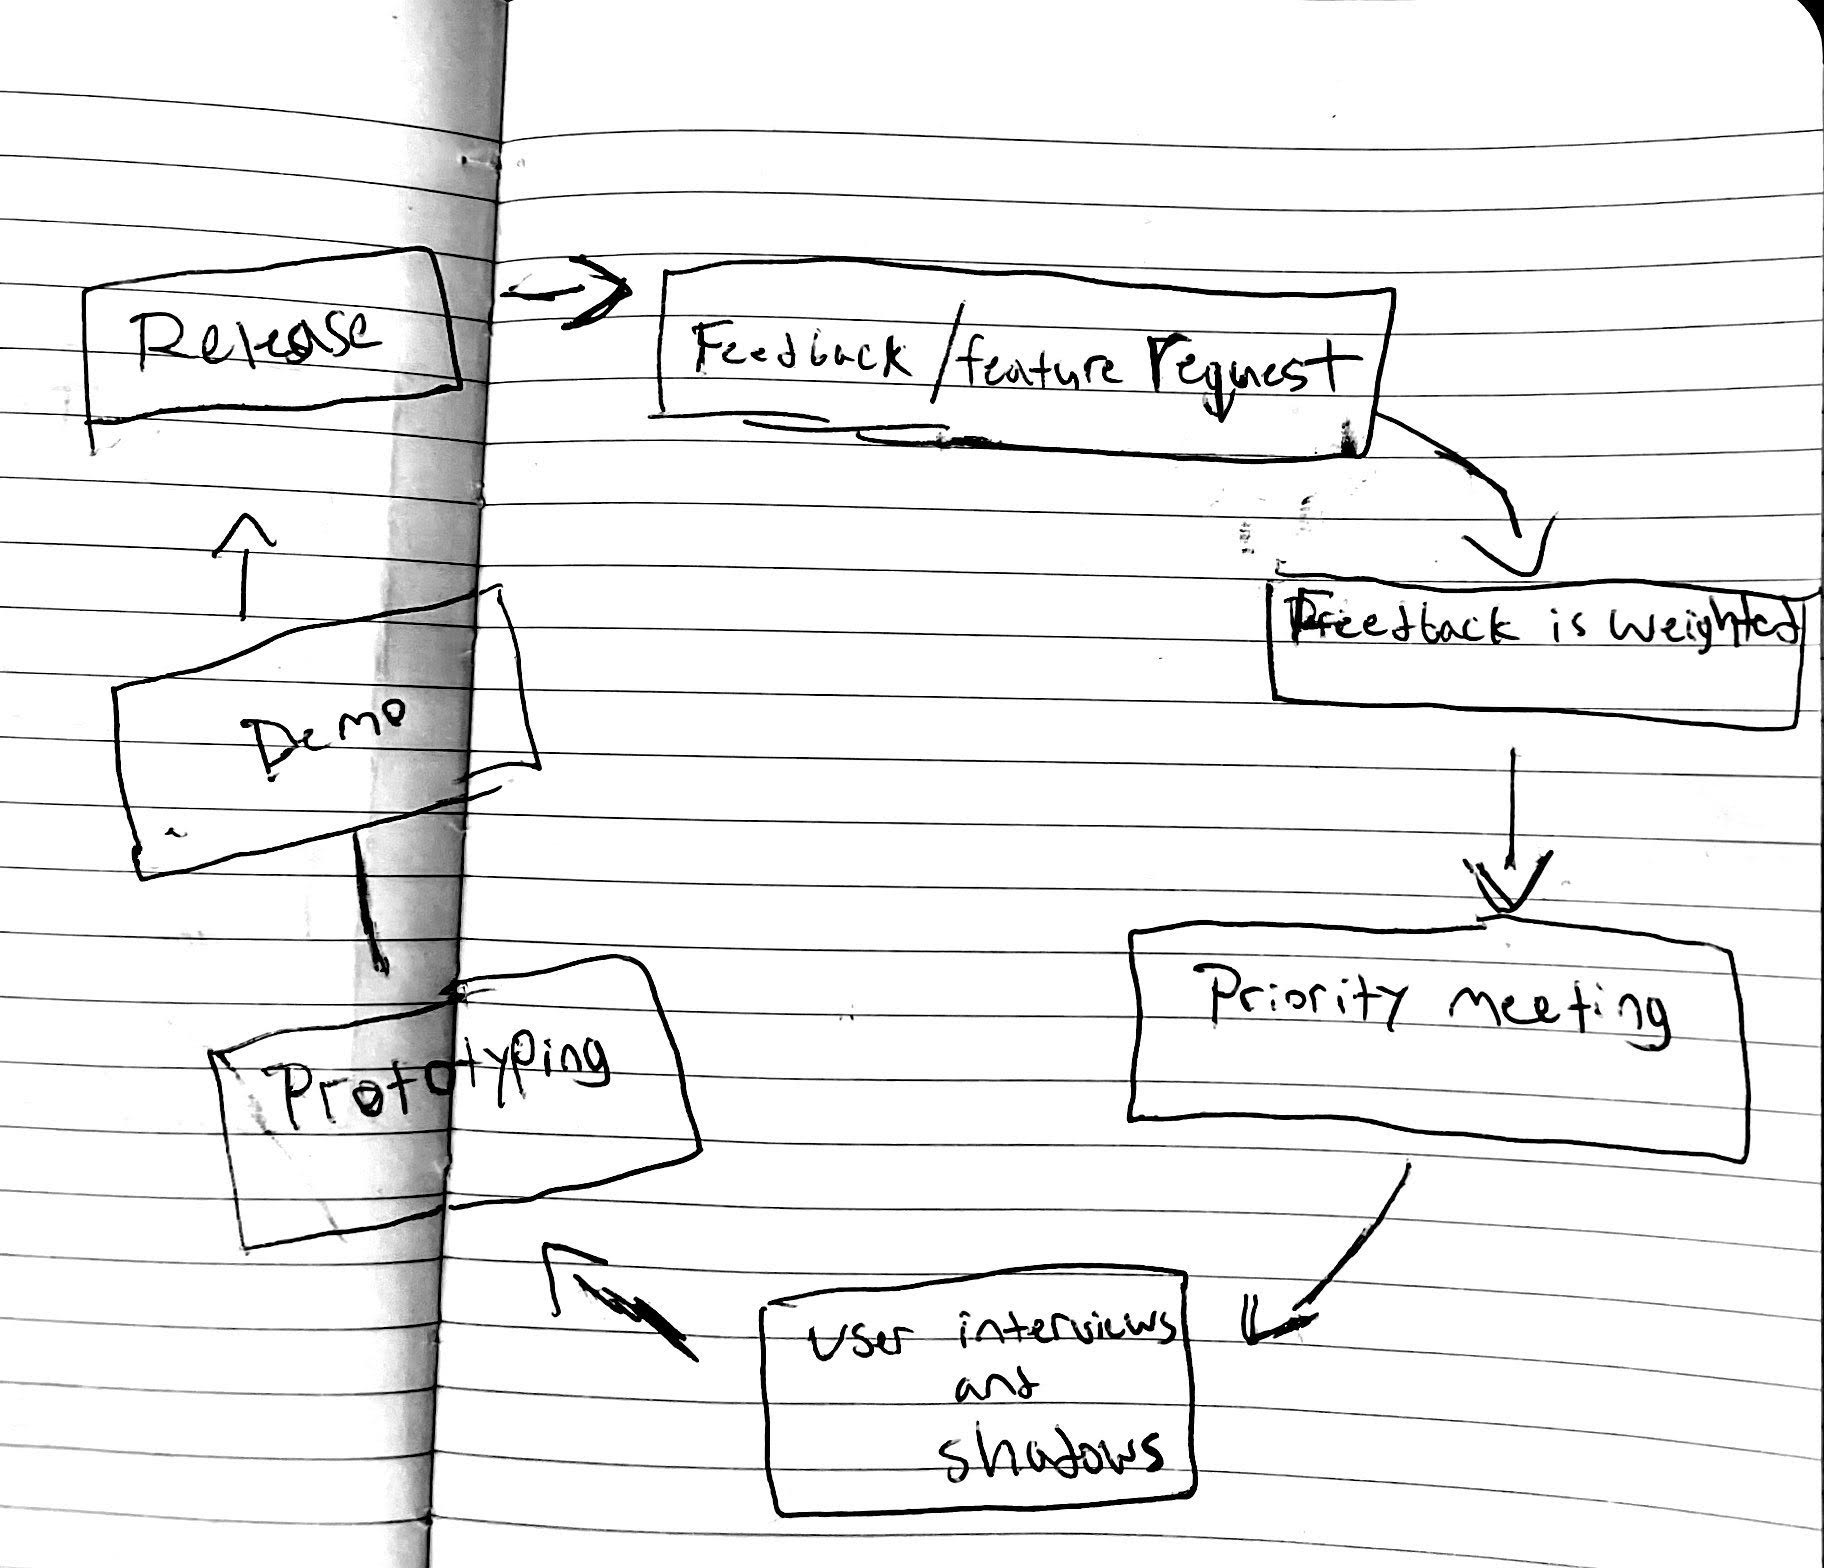 Release
Feedback/feature request
Feedback is weighted
Demo
Priority meeting
Prototyping
user interviews
and
shadows